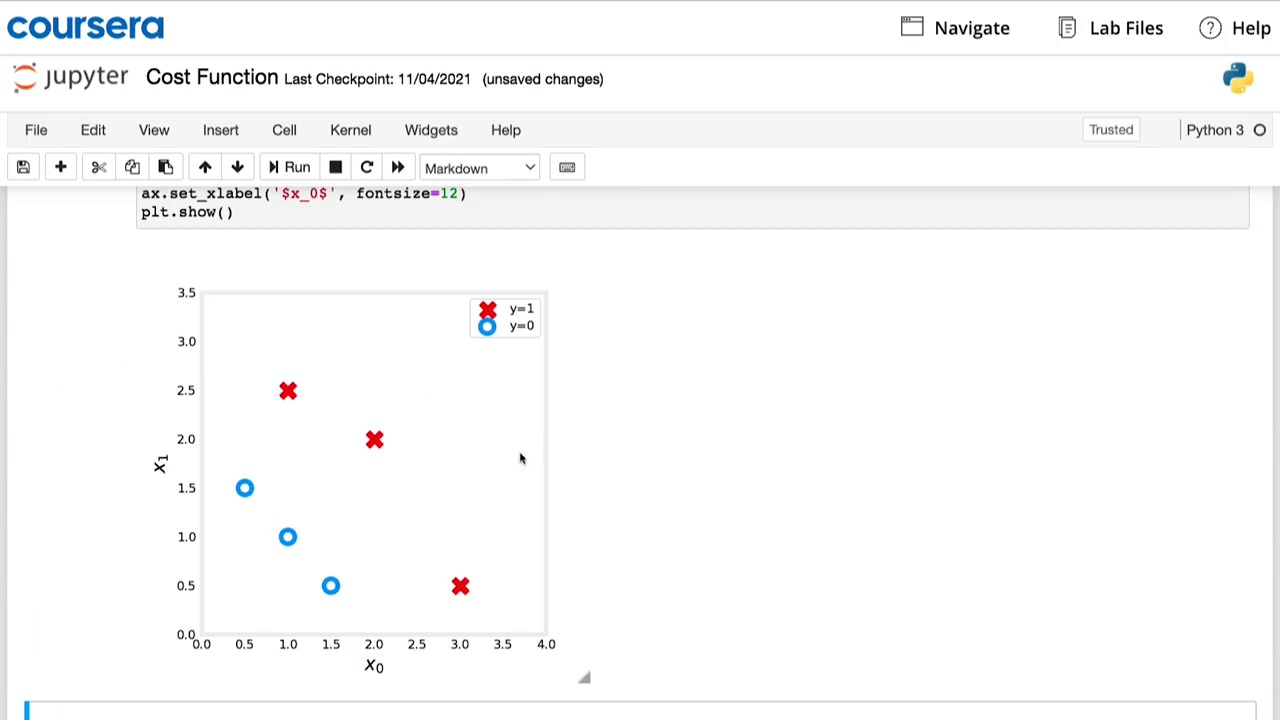 coursera
Navigate
Lab Files
Help
jupyter Cost Function Last Checkpoint: 11/04/2021 (unsaved changes)
File Edit View Insert Cell Kernel Widgets Help
Trusted
Python 3
Run
Markdown
ax.set_xlabel('$x_0$', fontsize=12)
plt.show()
3.5
3.0
2.5
2.0
1.5
1.0
0.5
0.0
x₁
y=1
y=0
0.0 0.5 1.0 1.5 2.0 2.5 3.0 3.5 4.0
x₀